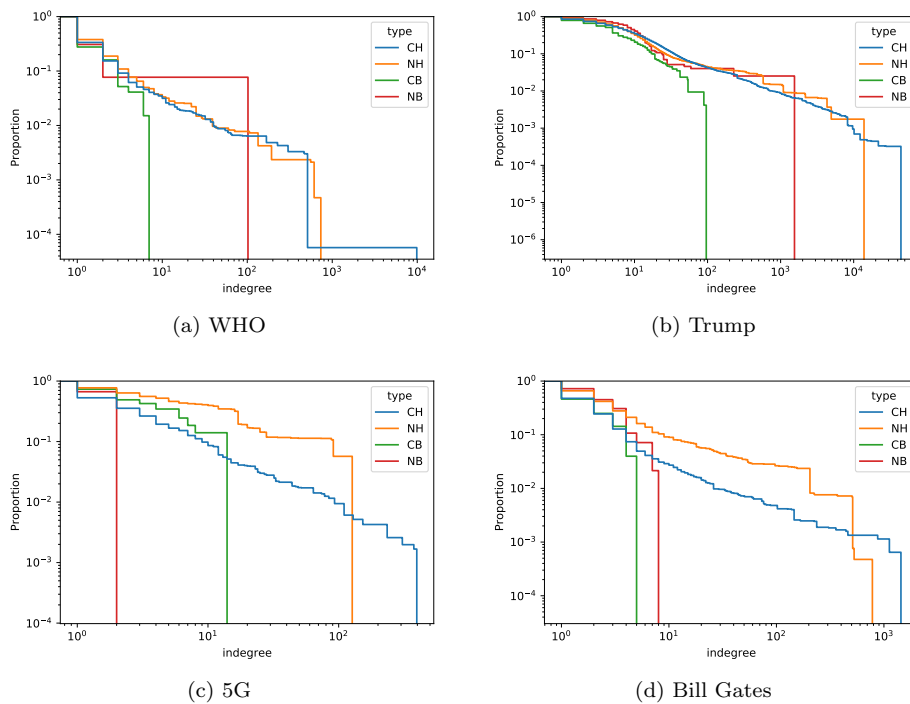 10^0
10^-1
10^-2
10^-3
10^-4
Proportion
type
CH
NH
CB
NB
10^0 10^1 10^2 10^3 10^4
indegree
(a) WHO
10^0
10^-1
10^-2
10^-3
10^-4
10^-5
10^-6
Proportion
type
CH
NH
CB
NB
10^0 10^1 10^2 10^3 10^4
indegree
(b) Trump
10^0
10^-1
10^-2
10^-3
10^-4
Proportion
type
CH
NH
CB
NB
10^0 10^1 10^2
indegree
(c) 5G
10^0
10^-1
10^-2
10^-3
10^-4
Proportion
type
CH
NH
CB
NB
10^0 10^1 10^2 10^3
indegree
(d) Bill Gates